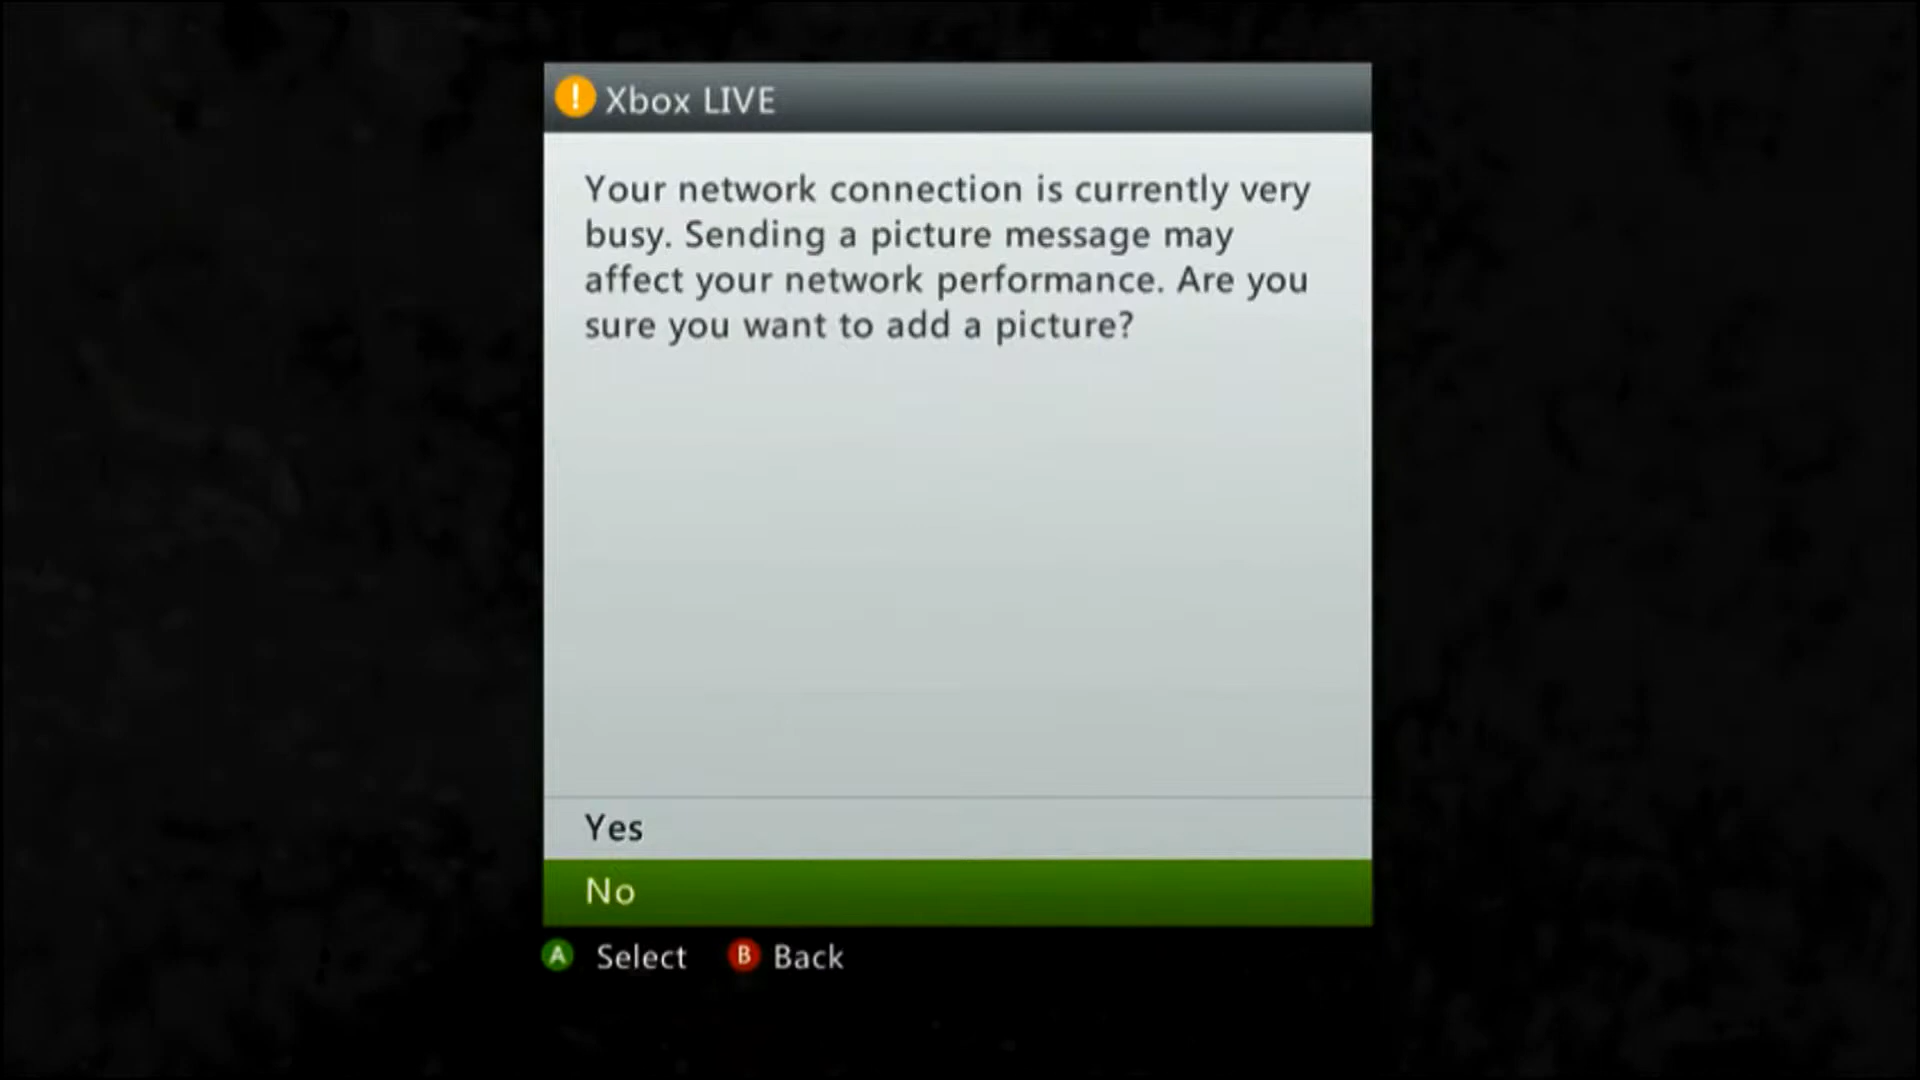 ! Xbox LIVE
Your network connection is currently very
busy. Sending a picture message may
affect your network performance. Are you
sure you want to add a picture?
Yes
No
A Select B Back